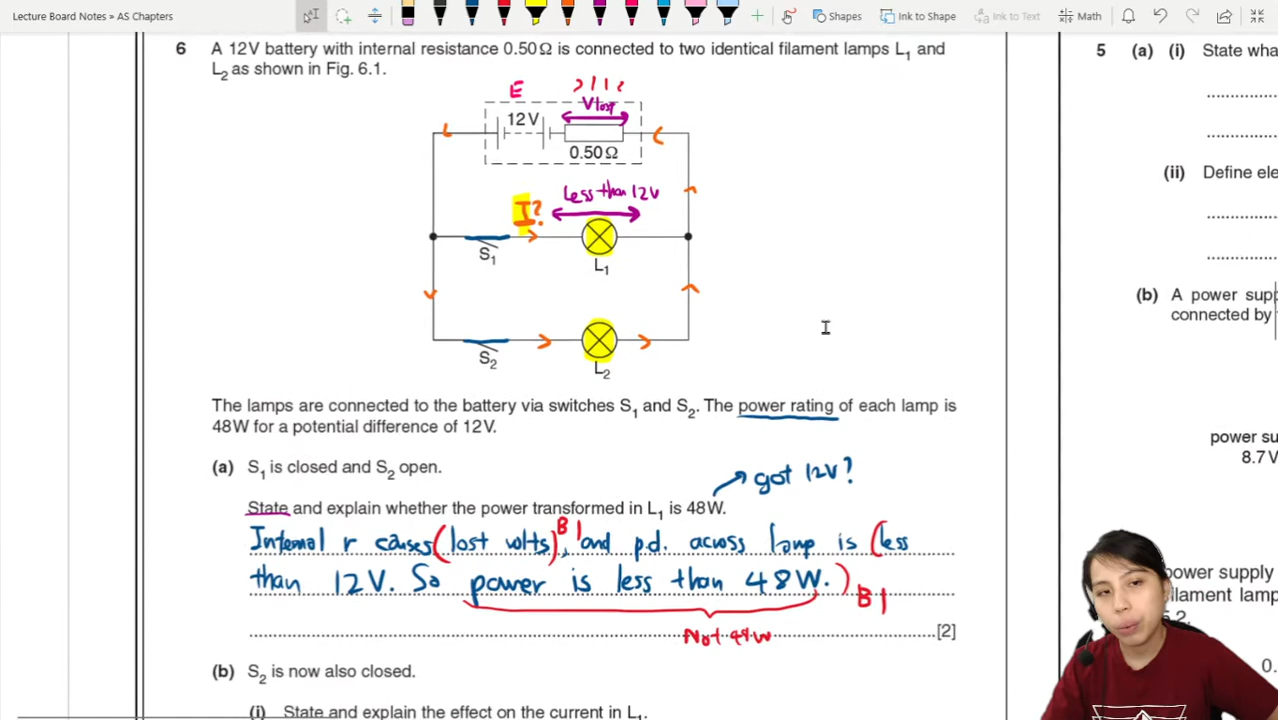 Lecture Board Notes » AS Chapters
Shapes
Ink to Shape
Ink to Text
Math
6 A 12V battery with internal resistance 0.50Ω is connected to two identical filament lamps L1 and
L2 as shown in Fig. 6.1.
E
Vlost
12V
0.50Ω
Less than 12V
I?
S1
L1
S2
L2
The lamps are connected to the battery via switches S1 and S2. The power rating of each lamp is
48W for a potential difference of 12V.
(a) S1 is closed and S2 open.
got 12V?
State and explain whether the power transformed in L1 is 48W.
Internal r causes (lost volts) B1, and p.d. across lamp is (less
than 12V. So power is less than 48W.) B1
Not 48W
[2]
(b) S2 is now also closed.
(i) State and explain the effect on the current in L1.
5 (a) (i) State wha
(ii) Define ele
(b) A power sup
connected by
power su
8.7V
power supply
filament lamp
0.